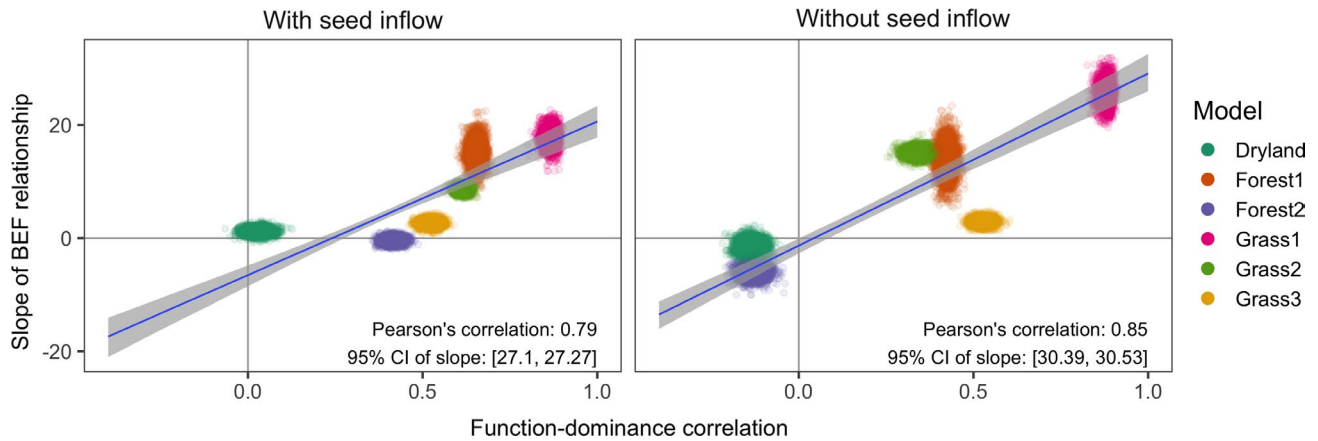 With seed inflow
Without seed inflow
Slope of BEF relationship
20
0
-20
Pearson's correlation: 0.79
95% CI of slope: [27.1, 27.27]
0.0
0.5
1.0
Pearson's correlation: 0.85
95% CI of slope: [30.39, 30.53]
0.0
0.5
1.0
Function-dominance correlation
Model
Dryland
Forest1
Forest2
Grass1
Grass2
Grass3